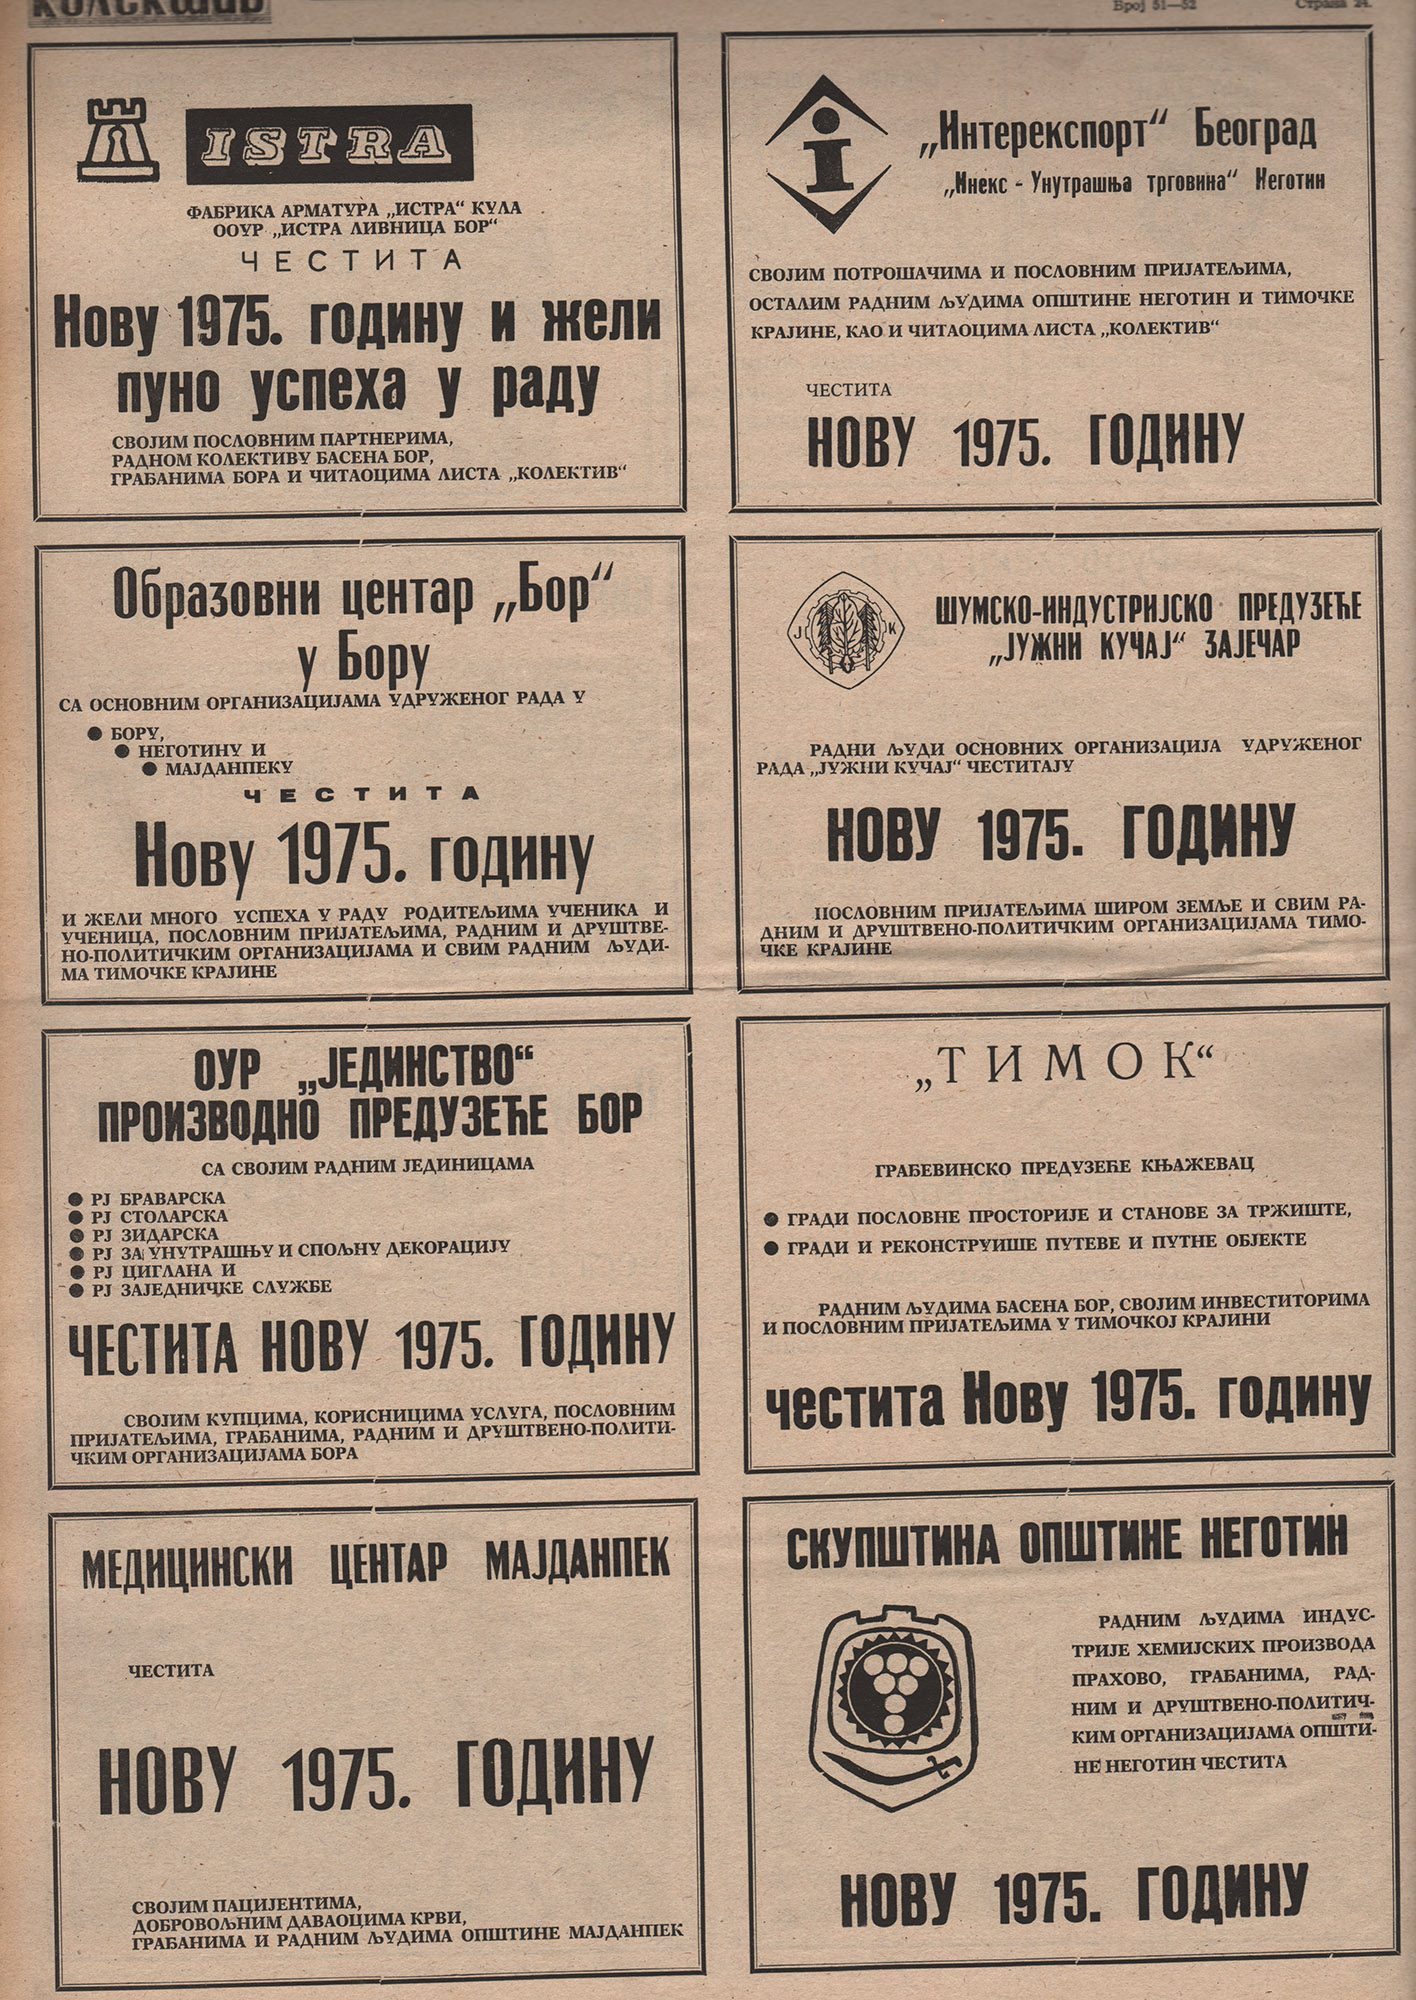 КОЛЕКТИВ
Број 51—52
Страна 24.
ISTRA
ФАБРИКА АРМАТУРА „ИСТРА“ КУЛА
ООУР „ИСТРА ЛИВНИЦА БОР“
ЧЕСТИТА
Нову 1975. годину и жели
пуно успеха у раду
СВОЈИМ ПОСЛОВНИМ ПАРТНЕРИМА,
РАДНОМ КОЛЕКТИВУ БАСЕНА БОР,
ГРАЂАНИМА БОРА И ЧИТАОЦИМА ЛИСТА „КОЛЕКТИВ“
„Интерекспорт“ Београд
„Инекс - Унутрашња трговина“ Неготин
СВОЈИМ ПОТРОШАЧИМА И ПОСЛОВНИМ ПРИЈАТЕЉИМА,
ОСТАЛИМ РАДНИМ ЉУДИМА ОПШТИНЕ НЕГОТИН И ТИМОЧКЕ
КРАЈИНЕ, КАО И ЧИТАОЦИМА ЛИСТА „КОЛЕКТИВ“
ЧЕСТИТА
НОВУ 1975. ГОДИНУ
Образовни центар „Бор“
у Бору
СА ОСНОВНИМ ОРГАНИЗАЦИЈАМА УДРУЖЕНОГ РАДА У
● БОРУ,
● НЕГОТИНУ И
● МАЈДАНПЕКУ
ЧЕСТИТА
Нову 1975. годину
И ЖЕЛИ МНОГО УСПЕХА У РАДУ РОДИТЕЉИМА УЧЕНИКА И
УЧЕНИЦА, ПОСЛОВНИМ ПРИЈАТЕЉИМА, РАДНИМ И ДРУШТВЕ-
НО-ПОЛИТИЧКИМ ОРГАНИЗАЦИЈАМА И СВИМ РАДНИМ ЉУДИ-
МА ТИМОЧКЕ КРАЈИНЕ
Ј К
ШУМСКО-ИНДУСТРИЈСКО ПРЕДУЗЕЋЕ
„ЈУЖНИ КУЧАЈ“ ЗАЈЕЧАР
РАДНИ ЉУДИ ОСНОВНИХ ОРГАНИЗАЦИЈА УДРУЖЕНОГ
РАДА „ЈУЖНИ КУЧАЈ“ ЧЕСТИТАЈУ
НОВУ 1975. ГОДИНУ
ПОСЛОВНИМ ПРИЈАТЕЉИМА ШИРОМ ЗЕМЉЕ И СВИМ РА-
ДНИМ И ДРУШТВЕНО-ПОЛИТИЧКИМ ОРГАНИЗАЦИЈАМА ТИМО-
ЧКЕ КРАЈИНЕ
ОУР „ЈЕДИНСТВО“
ПРОИЗВОДНО ПРЕДУЗЕЋЕ БОР
СА СВОЈИМ РАДНИМ ЈЕДИНИЦАМА
● РЈ БРАВАРСКА
● РЈ СТОЛАРСКА
● РЈ ЗИДАРСКА
● РЈ ЗА УНУТРАШЊУ И СПОЉНУ ДЕКОРАЦИЈУ
● РЈ ЦИГЛАНА И
● РЈ ЗАЈЕДНИЧКЕ СЛУЖБЕ
ЧЕСТИТА НОВУ 1975. ГОДИНУ
СВОЈИМ КУПЦИМА, КОРИСНИЦИМА УСЛУГА, ПОСЛОВНИМ
ПРИЈАТЕЉИМА, ГРАЂАНИМА, РАДНИМ И ДРУШТВЕНО-ПОЛИТИ-
ЧКИМ ОРГАНИЗАЦИЈАМА БОРА
„ТИМОК“
ГРАЂЕВИНСКО ПРЕДУЗЕЋЕ КЊАЖЕВАЦ
● ГРАДИ ПОСЛОВНЕ ПРОСТОРИЈЕ И СТАНОВЕ ЗА ТРЖИШТЕ,
● ГРАДИ И РЕКОНСТРУИШЕ ПУТЕВЕ И ПУТНЕ ОБЈЕКТЕ
РАДНИМ ЉУДИМА БАСЕНА БОР, СВОЈИМ ИНВЕСТИТОРИМА
И ПОСЛОВНИМ ПРИЈАТЕЉИМА У ТИМОЧКОЈ КРАЈИНИ
честита Нову 1975. годину
МЕДИЦИНСКИ ЦЕНТАР МАЈДАНПЕК
ЧЕСТИТА
НОВУ 1975. ГОДИНУ
СВОЈИМ ПАЦИЈЕНТИМА,
ДОБРОВОЉНИМ ДАВАОЦИМА КРВИ,
ГРАЂАНИМА И РАДНИМ ЉУДИМА ОПШТИНЕ МАЈДАНПЕК
СКУПШТИНА ОПШТИНЕ НЕГОТИН
РАДНИМ ЉУДИМА ИНДУС-
ТРИЈЕ ХЕМИЈСКИХ ПРОИЗВОДА
ПРАХОВО, ГРАЂАНИМА, РАД-
НИМ И ДРУШТВЕНО-ПОЛИТИЧ-
КИМ ОРГАНИЗАЦИЈАМА ОПШТИ-
НЕ НЕГОТИН ЧЕСТИТА
НОВУ 1975. ГОДИНУ